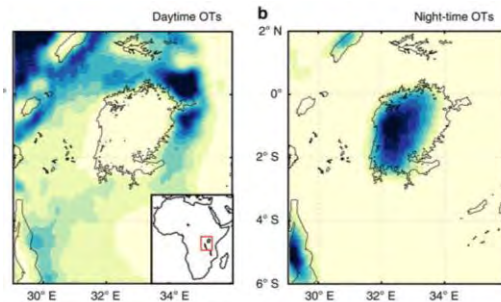 Daytime OTs
b
Night-time OTs
2° N
0°
2° S
4° S
6° S
30° E
32° E
34° E
30° E
32° E
34° E